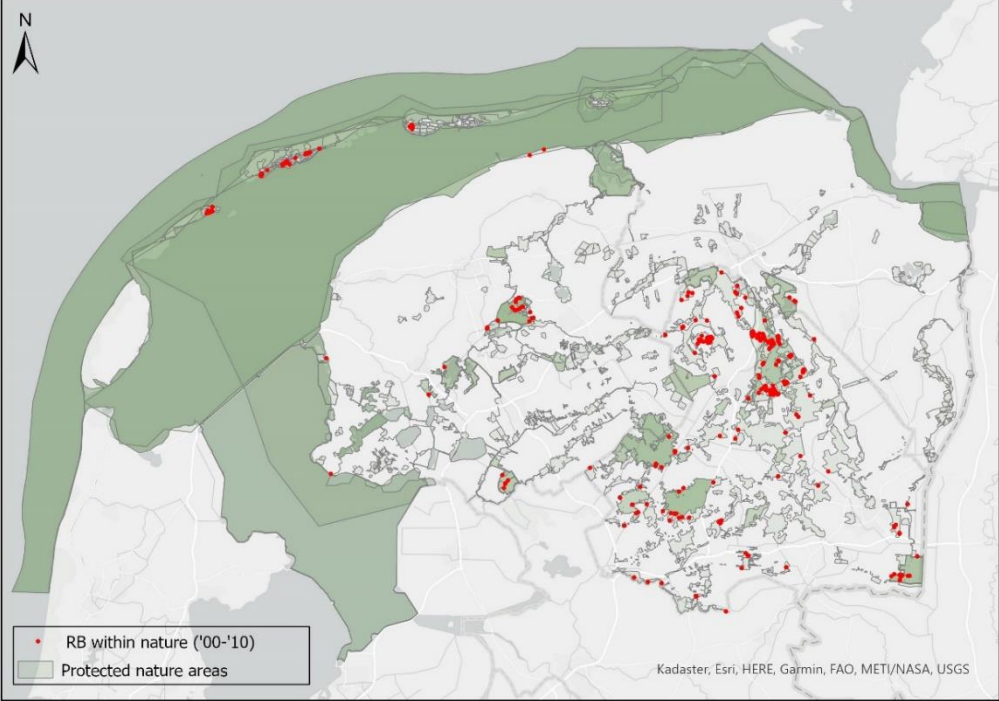 N
RB within nature ('00-'10)
Protected nature areas
Kadaster, Esri, HERE, Garmin, FAO, METI/NASA, USGS